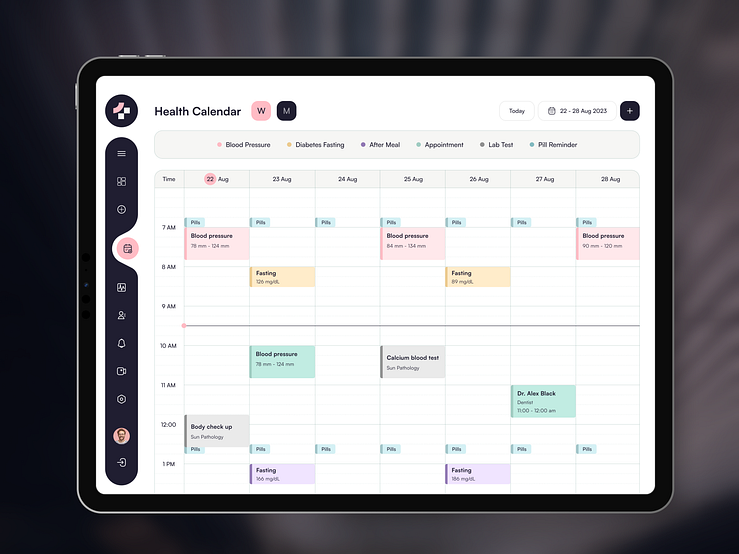 Health Calendar
W
M
Today
22 - 28 Aug 2023
+
Blood Pressure
Diabetes Fasting
After Meal
Appointment
Lab Test
Pill Reminder
Time
22 Aug
23 Aug
24 Aug
25 Aug
26 Aug
27 Aug
28 Aug
Pills
Pills
Pills
Pills
Pills
Pills
Pills
7 AM
Blood pressure
78 mm - 124 mm
Blood pressure
84 mm - 134 mm
Blood pressure
90 mm - 120 mm
8 AM
Fasting
126 mg/dL
Fasting
89 mg/dL
9 AM
10 AM
Blood pressure
78 mm - 124 mm
Calcium blood test
Sun Pathology
11 AM
Dr. Alex Black
Dentist
11:00 - 12:00 am
12:00
Body check up
Sun Pathology
Pills
Pills
Pills
Pills
Pills
Pills
Pills
1 PM
Fasting
166 mg/dL
Fasting
186 mg/dL